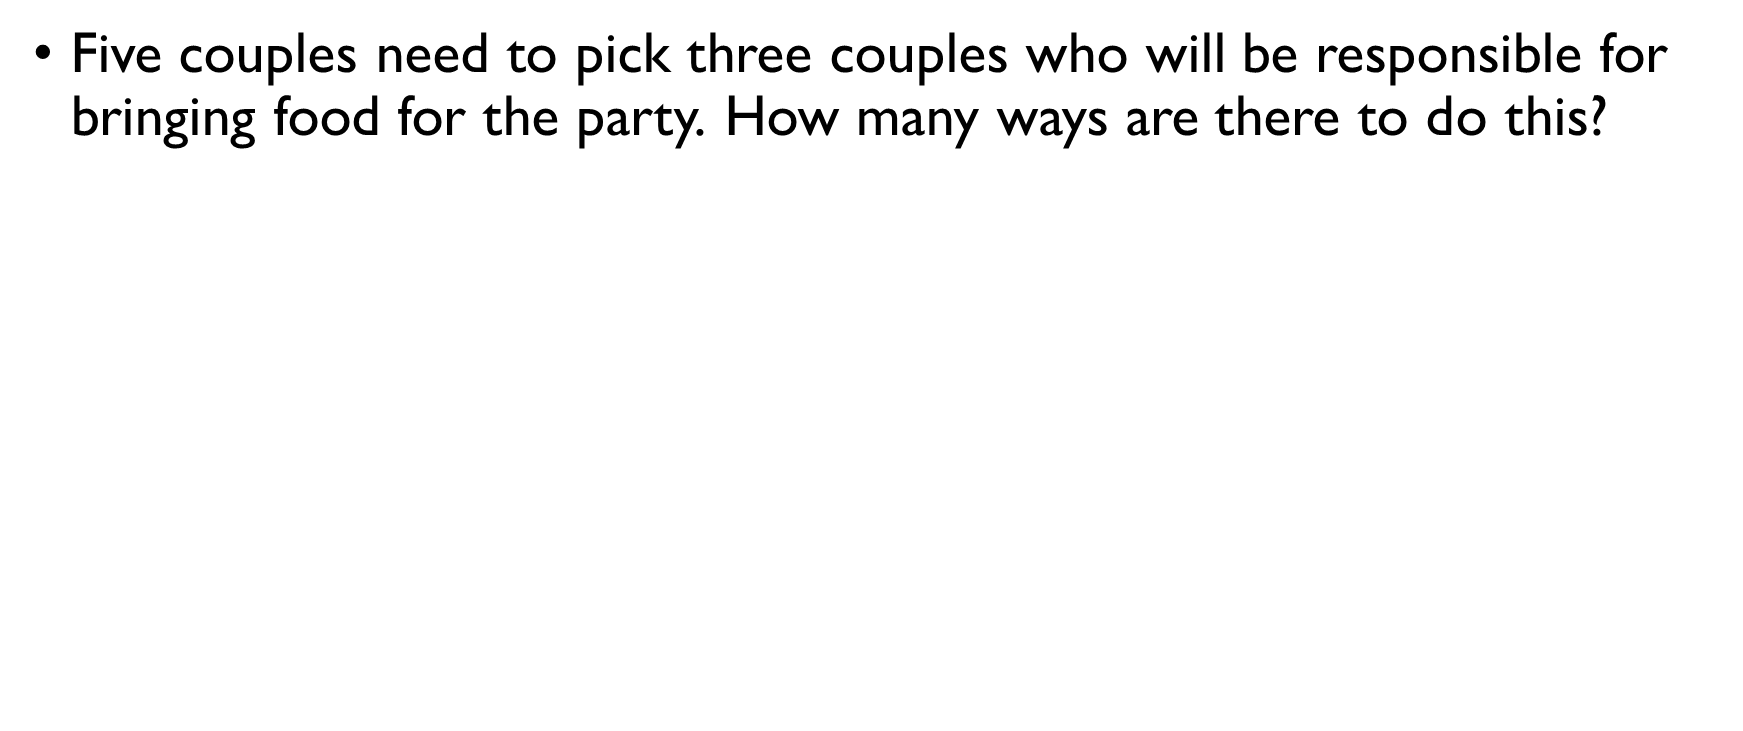 • Five couples need to pick three couples who will be responsible for
bringing food for the party. How many ways are there to do this?